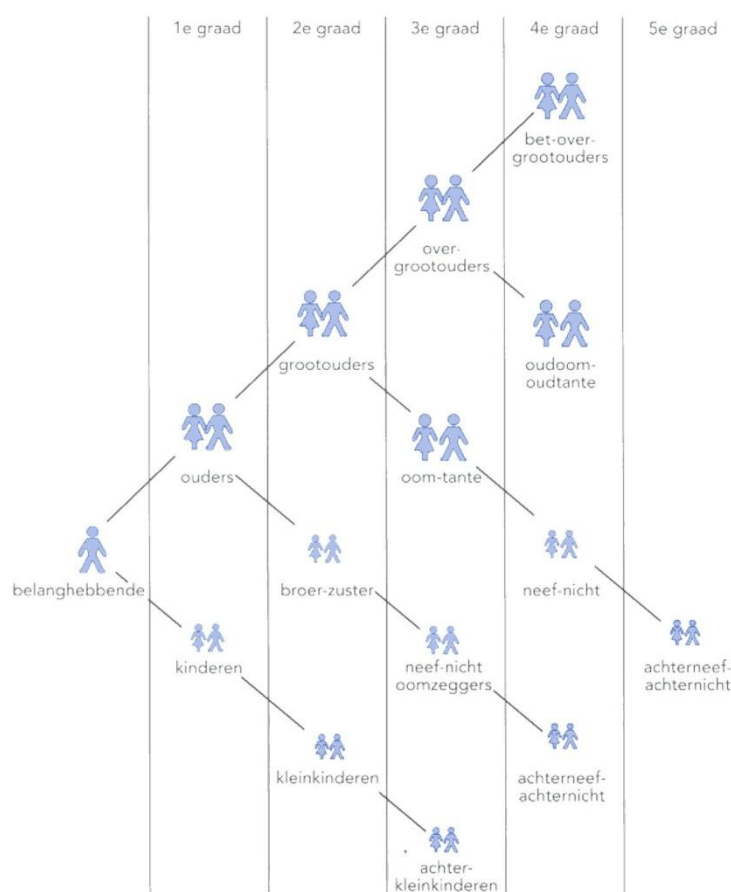 1e graad 2e graad 3e graad 4e graad 5e graad
bet-over-
grootouders
over-
grootouders
grootouders
oudoom-
oudtante
ouders
oom-tante
belanghebbende
broer-zuster
neef-nicht
kinderen
neef-nicht
oomzeggers
achterneef-
achternicht
kleinkinderen
achterneef-
achternicht
achter-
kleinkinderen